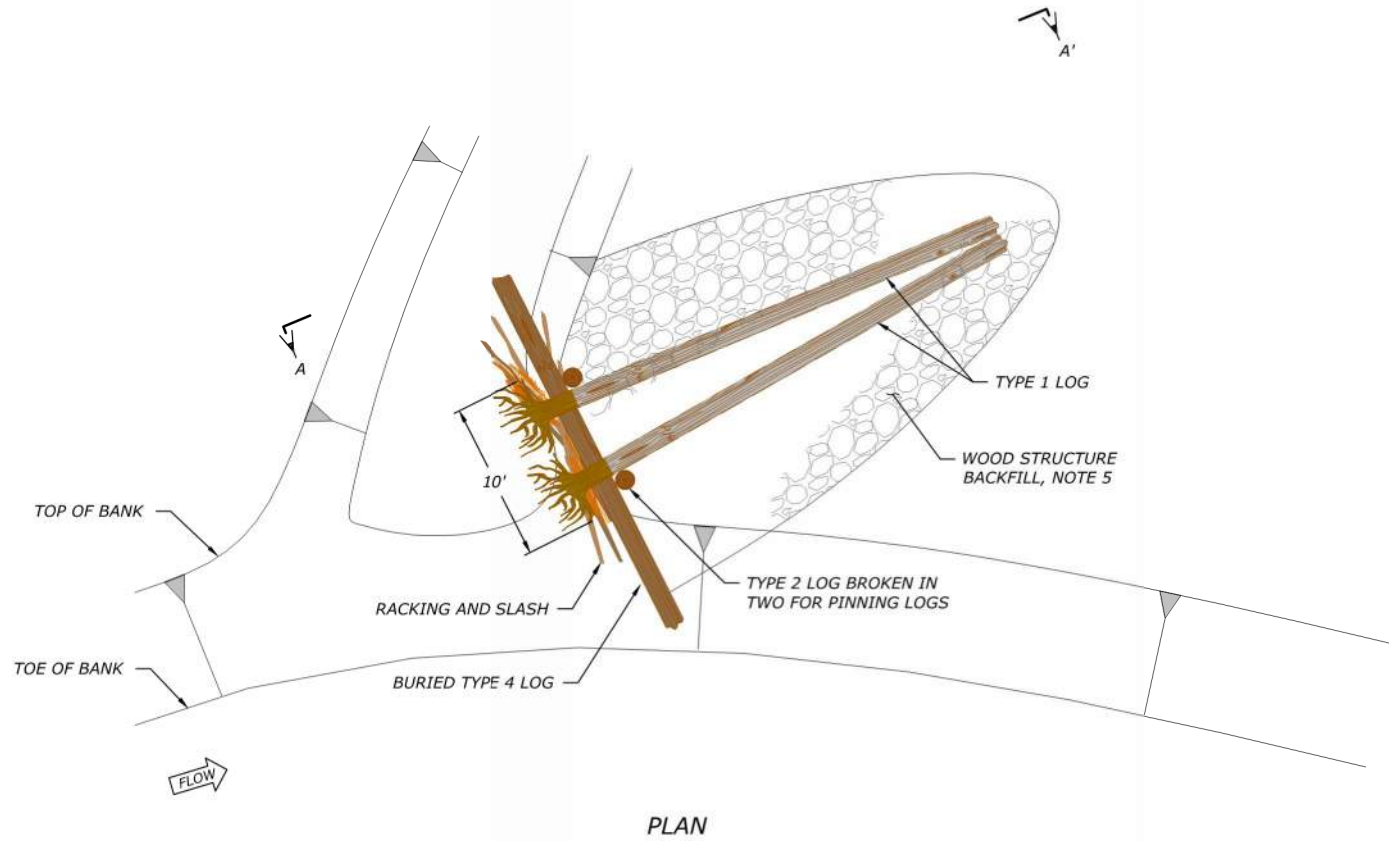 A'
A
TYPE 1 LOG
WOOD STRUCTURE
BACKFILL, NOTE 5
10'
TOP OF BANK
TYPE 2 LOG BROKEN IN
TWO FOR PINNING LOGS
RACKING AND SLASH
TOE OF BANK
BURIED TYPE 4 LOG
FLOW
PLAN